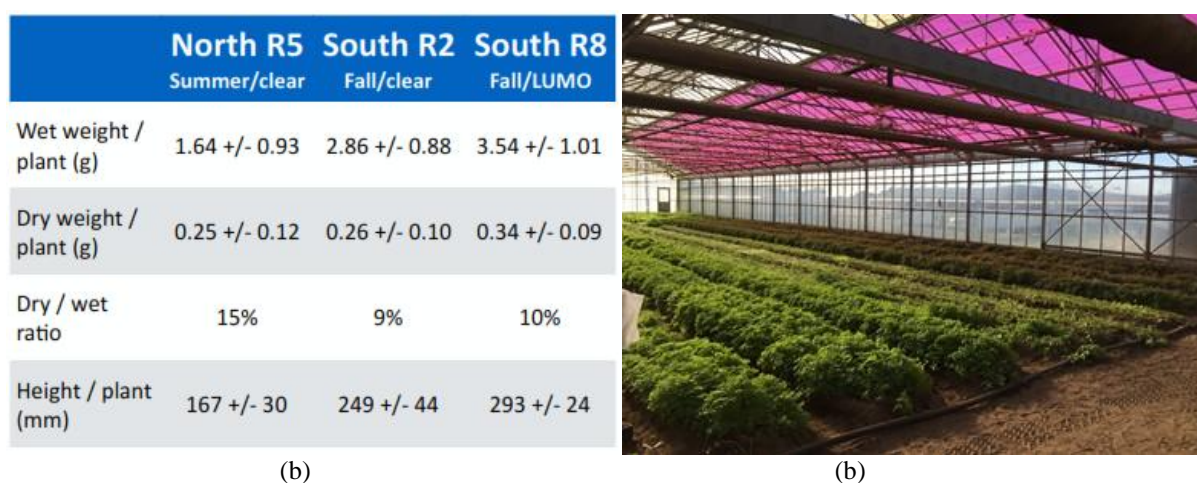 North R5 South R2 South R8
Summer/clear Fall/clear Fall/LUMO
Wet weight /
plant (g)
1.64 +/- 0.93 2.86 +/- 0.88 3.54 +/- 1.01
Dry weight /
plant (g)
0.25 +/- 0.12 0.26 +/- 0.10 0.34 +/- 0.09
Dry / wet
ratio
15% 9% 10%
Height / plant
(mm)
167 +/- 30 249 +/- 44 293 +/- 24
(b) (b)